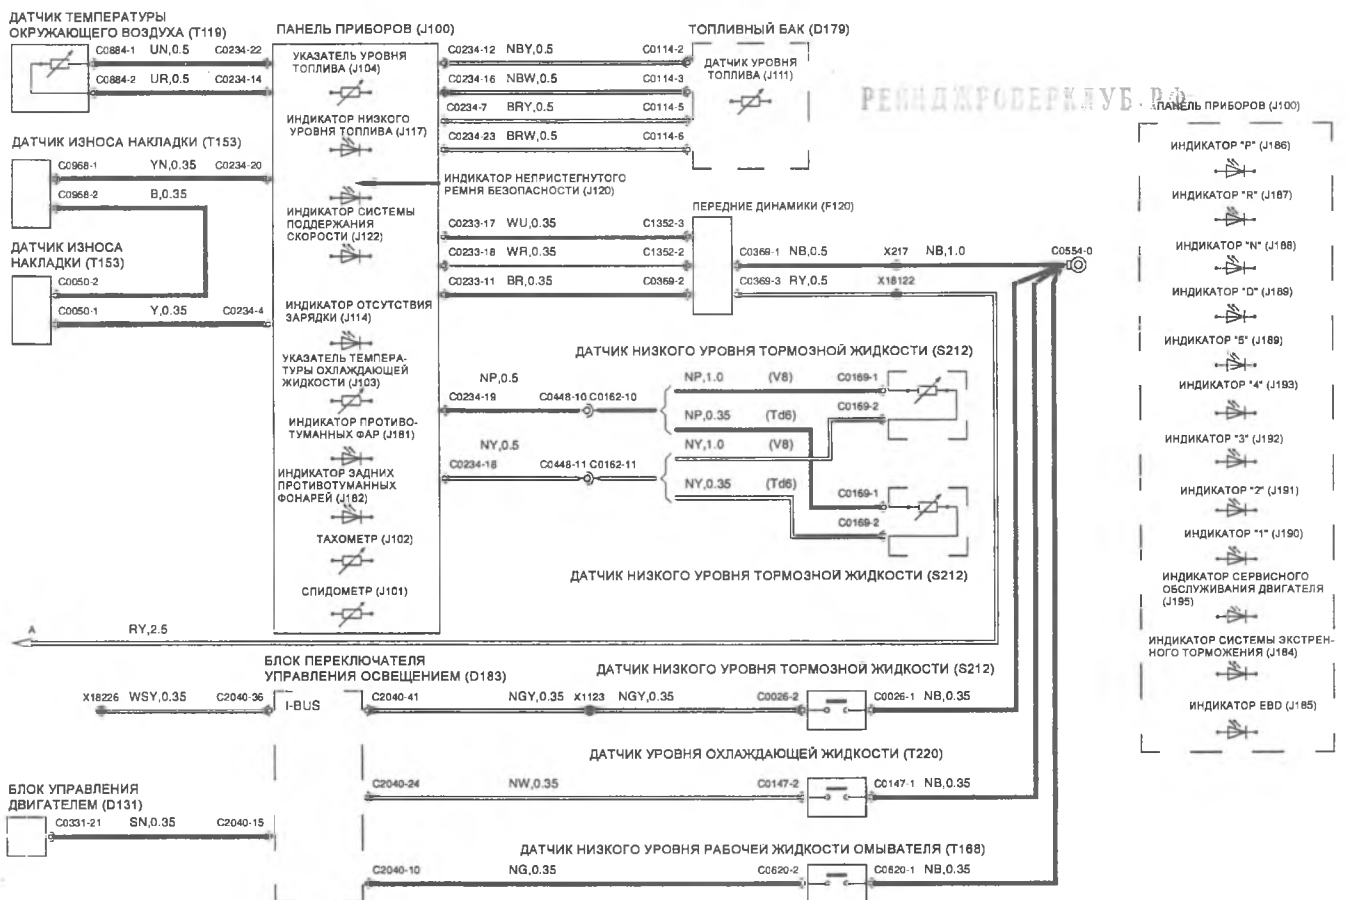 ДАТЧИК ТЕМПЕРАТУРЫ
ОКРУЖАЮЩЕГО ВОЗДУХА (T119)
C0884-1 UN,0.5 C0234-22
C0884-2 UR,0.5 C0234-14
ДАТЧИК ИЗНОСА НАКЛАДКИ (T153)
C0968-1 YN,0.35 C0234-20
C0968-2 B,0.35
ДАТЧИК ИЗНОСА
НАКЛАДКИ (T153)
C0050-2
C0050-1 Y,0.35 C0234-4
ПАНЕЛЬ ПРИБОРОВ (J100)
УКАЗАТЕЛЬ УРОВНЯ
ТОПЛИВА (J104)
ИНДИКАТОР НИЗКОГО
УРОВНЯ ТОПЛИВА (J117)
ИНДИКАТОР НЕПРИСТЕГНУТОГО
РЕМНЯ БЕЗОПАСНОСТИ (J120)
ИНДИКАТОР СИСТЕМЫ
ПОДДЕРЖАНИЯ
СКОРОСТИ (J122)
ИНДИКАТОР ОТСУТСТВИЯ
ЗАРЯДКИ (J114)
УКАЗАТЕЛЬ ТЕМПЕРА-
ТУРЫ ОХЛАЖДАЮЩЕЙ
ЖИДКОСТИ (J103)
ИНДИКАТОР ПРОТИВО-
ТУМАННЫХ ФАР (J181)
ИНДИКАТОР ЗАДНИХ
ПРОТИВОТУМАННЫХ
ФОНАРЕЙ (J182)
ТАХОМЕТР (J102)
СПИДОМЕТР (J101)
C0234-12 NBY,0.5 C0114-2
C0234-16 NBW,0.5 C0114-3
C0234-7 BRY,0.5 C0114-5
C0234-23 BRW,0.5 C0114-6
ТОПЛИВНЫЙ БАК (D179)
ДАТЧИК УРОВНЯ
ТОПЛИВА (J111)
РЕЙНДЖРОВЕРКЛУБ.РФ
C0233-17 WU,0.35 C1352-3
C0233-18 WR,0.35 C1352-2
C0233-11 BR,0.35 C0369-2
ПЕРЕДНИЕ ДИНАМИКИ (F120)
C0369-1 NB,0.5 X217 NB,1.0 C0554-0
C0369-3 RY,0.5 X18122
ДАТЧИК НИЗКОГО УРОВНЯ ТОРМОЗНОЙ ЖИДКОСТИ (S212)
NP,0.5
C0234-19 C0448-10 C0162-10
NP,1.0 (V8) C0169-1
NP,0.35 (Td6) C0169-2
NY,0.5
C0234-18 C0448-11 C0162-11
NY,1.0 (V8)
NY,0.35 (Td6) C0169-1
C0169-2
ДАТЧИК НИЗКОГО УРОВНЯ ТОРМОЗНОЙ ЖИДКОСТИ (S212)
A RY,2.5
БЛОК ПЕРЕКЛЮЧАТЕЛЯ
УПРАВЛЕНИЯ ОСВЕЩЕНИЕМ (D183)
I-BUS
X18226 WSY,0.35 C2040-36
БЛОК УПРАВЛЕНИЯ
ДВИГАТЕЛЕМ (D131)
C0331-21 SN,0.35 C2040-15
ДАТЧИК НИЗКОГО УРОВНЯ ТОРМОЗНОЙ ЖИДКОСТИ (S212)
C2040-41 NGY,0.35 X1123 NGY,0.35 C0026-2 C0026-1 NB,0.35
ДАТЧИК УРОВНЯ ОХЛАЖДАЮЩЕЙ ЖИДКОСТИ (T220)
C2040-24 NW,0.35 C0147-2 C0147-1 NB,0.35
ДАТЧИК НИЗКОГО УРОВНЯ РАБОЧЕЙ ЖИДКОСТИ ОМЫВАТЕЛЯ (T168)
C2040-10 NG,0.35 C0620-2 C0620-1 NB,0.35
ПАНЕЛЬ ПРИБОРОВ (J100)
ИНДИКАТОР "P" (J186)
ИНДИКАТОР "R" (J187)
ИНДИКАТОР "N" (J188)
ИНДИКАТОР "D" (J189)
ИНДИКАТОР "5" (J189)
ИНДИКАТОР "4" (J193)
ИНДИКАТОР "3" (J192)
ИНДИКАТОР "2" (J191)
ИНДИКАТОР "1" (J190)
ИНДИКАТОР СЕРВИСНОГО
ОБСЛУЖИВАНИЯ ДВИГАТЕЛЯ
(J195)
ИНДИКАТОР СИСТЕМЫ ЭКСТРЕН-
НОГО ТОРМОЖЕНИЯ (J184)
ИНДИКАТОР EBD (J185)